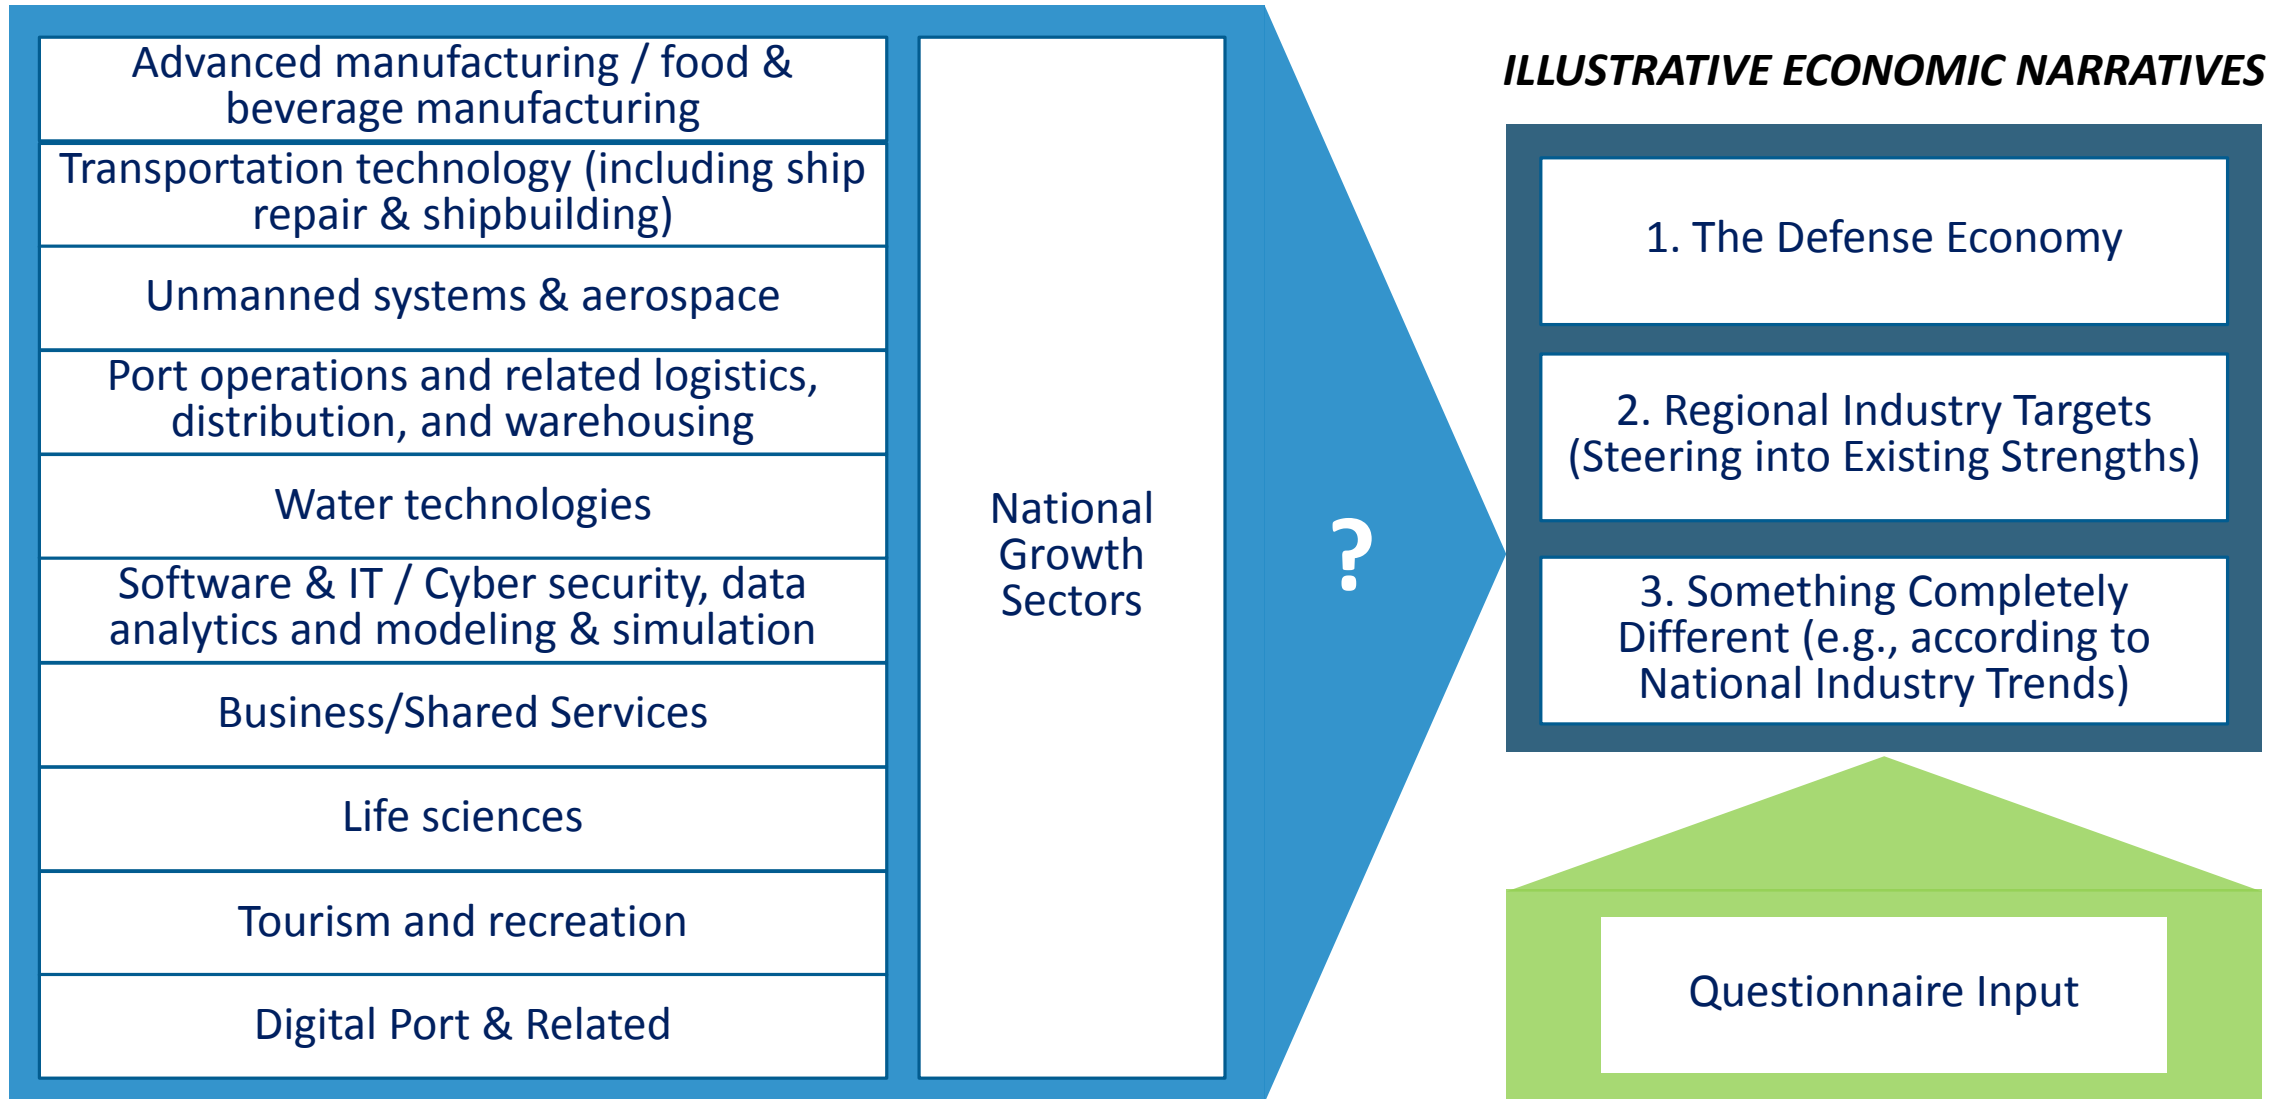 Advanced manufacturing / food &
beverage manufacturing
Transportation technology (including ship
repair & shipbuilding)
Unmanned systems & aerospace
Port operations and related logistics,
distribution, and warehousing
Water technologies
Software & IT / Cyber security, data
analytics and modeling & simulation
Business/Shared Services
Life sciences
Tourism and recreation
Digital Port & Related
National
Growth
Sectors
?
ILLUSTRATIVE ECONOMIC NARRATIVES
1. The Defense Economy
2. Regional Industry Targets
(Steering into Existing Strengths)
3. Something Completely
Different (e.g., according to
National Industry Trends)
Questionnaire Input